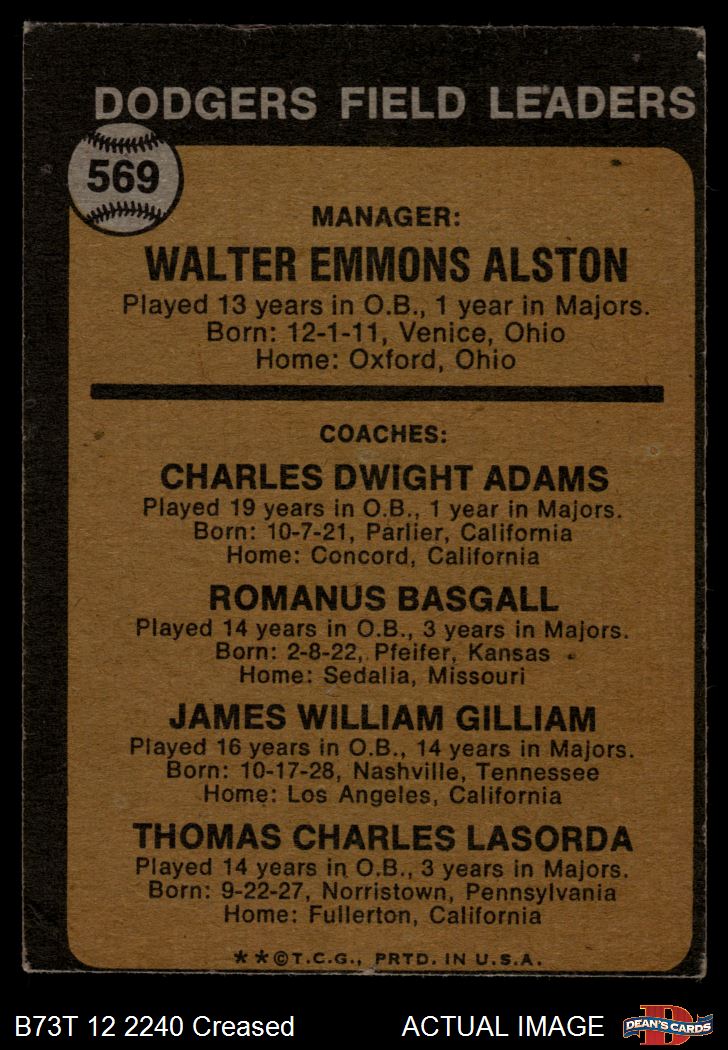 DODGERS FIELD LEADERS
569
MANAGER:
WALTER EMMONS ALSTON
Played 13 years in O.B., 1 year in Majors.
Born: 12-1-11, Venice, Ohio
Home: Oxford, Ohio
COACHES:
CHARLES DWIGHT ADAMS
Played 19 years in O.B., 1 year in Majors.
Born: 10-7-21, Parlier, California
Home: Concord, California
ROMANUS BASGALL
Played 14 years in O.B., 3 years in Majors.
Born: 2-8-22, Pfeifer, Kansas
Home: Sedalia, Missouri
JAMES WILLIAM GILLIAM
Played 16 years in O.B., 14 years in Majors.
Born: 10-17-28, Nashville, Tennessee
Home: Los Angeles, California
THOMAS CHARLES LASORDA
Played 14 years in O.B., 3 years in Majors.
Born: 9-22-27, Norristown, Pennsylvania
Home: Fullerton, California
**©T.C.G., PRTD. IN U.S.A.
B73T 12 2240 Creased ACTUAL IMAGE
D
DEAN'S CARDS